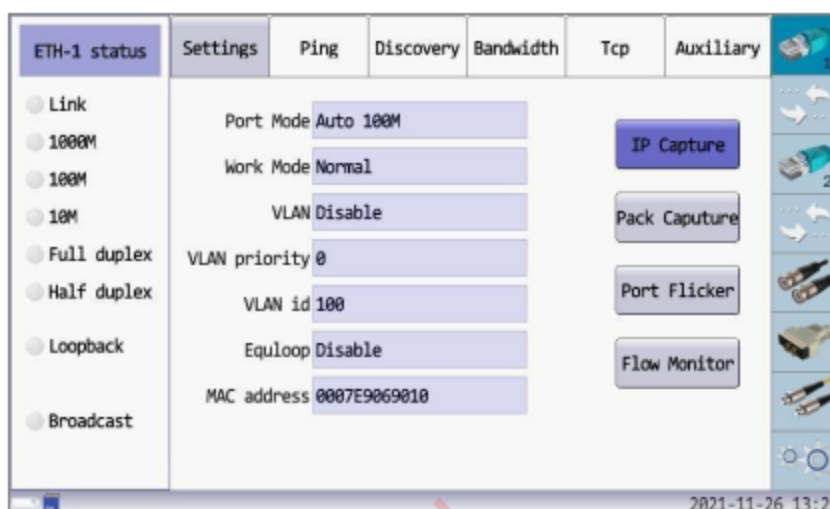 ETH-1 status
Settings
Ping
Discovery
Bandwidth
Tcp
Auxiliary
1
Link
1000M
100M
10M
Full duplex
Half duplex
Loopback
Broadcast
Port Mode Auto 100M
Work Mode Normal
VLAN Disable
VLAN priority 0
VLAN id 100
Equloop Disable
MAC address 0007E9069010
IP Capture
Pack Caputure
Port Flicker
Flow Monitor
2
2021-11-26 13:2